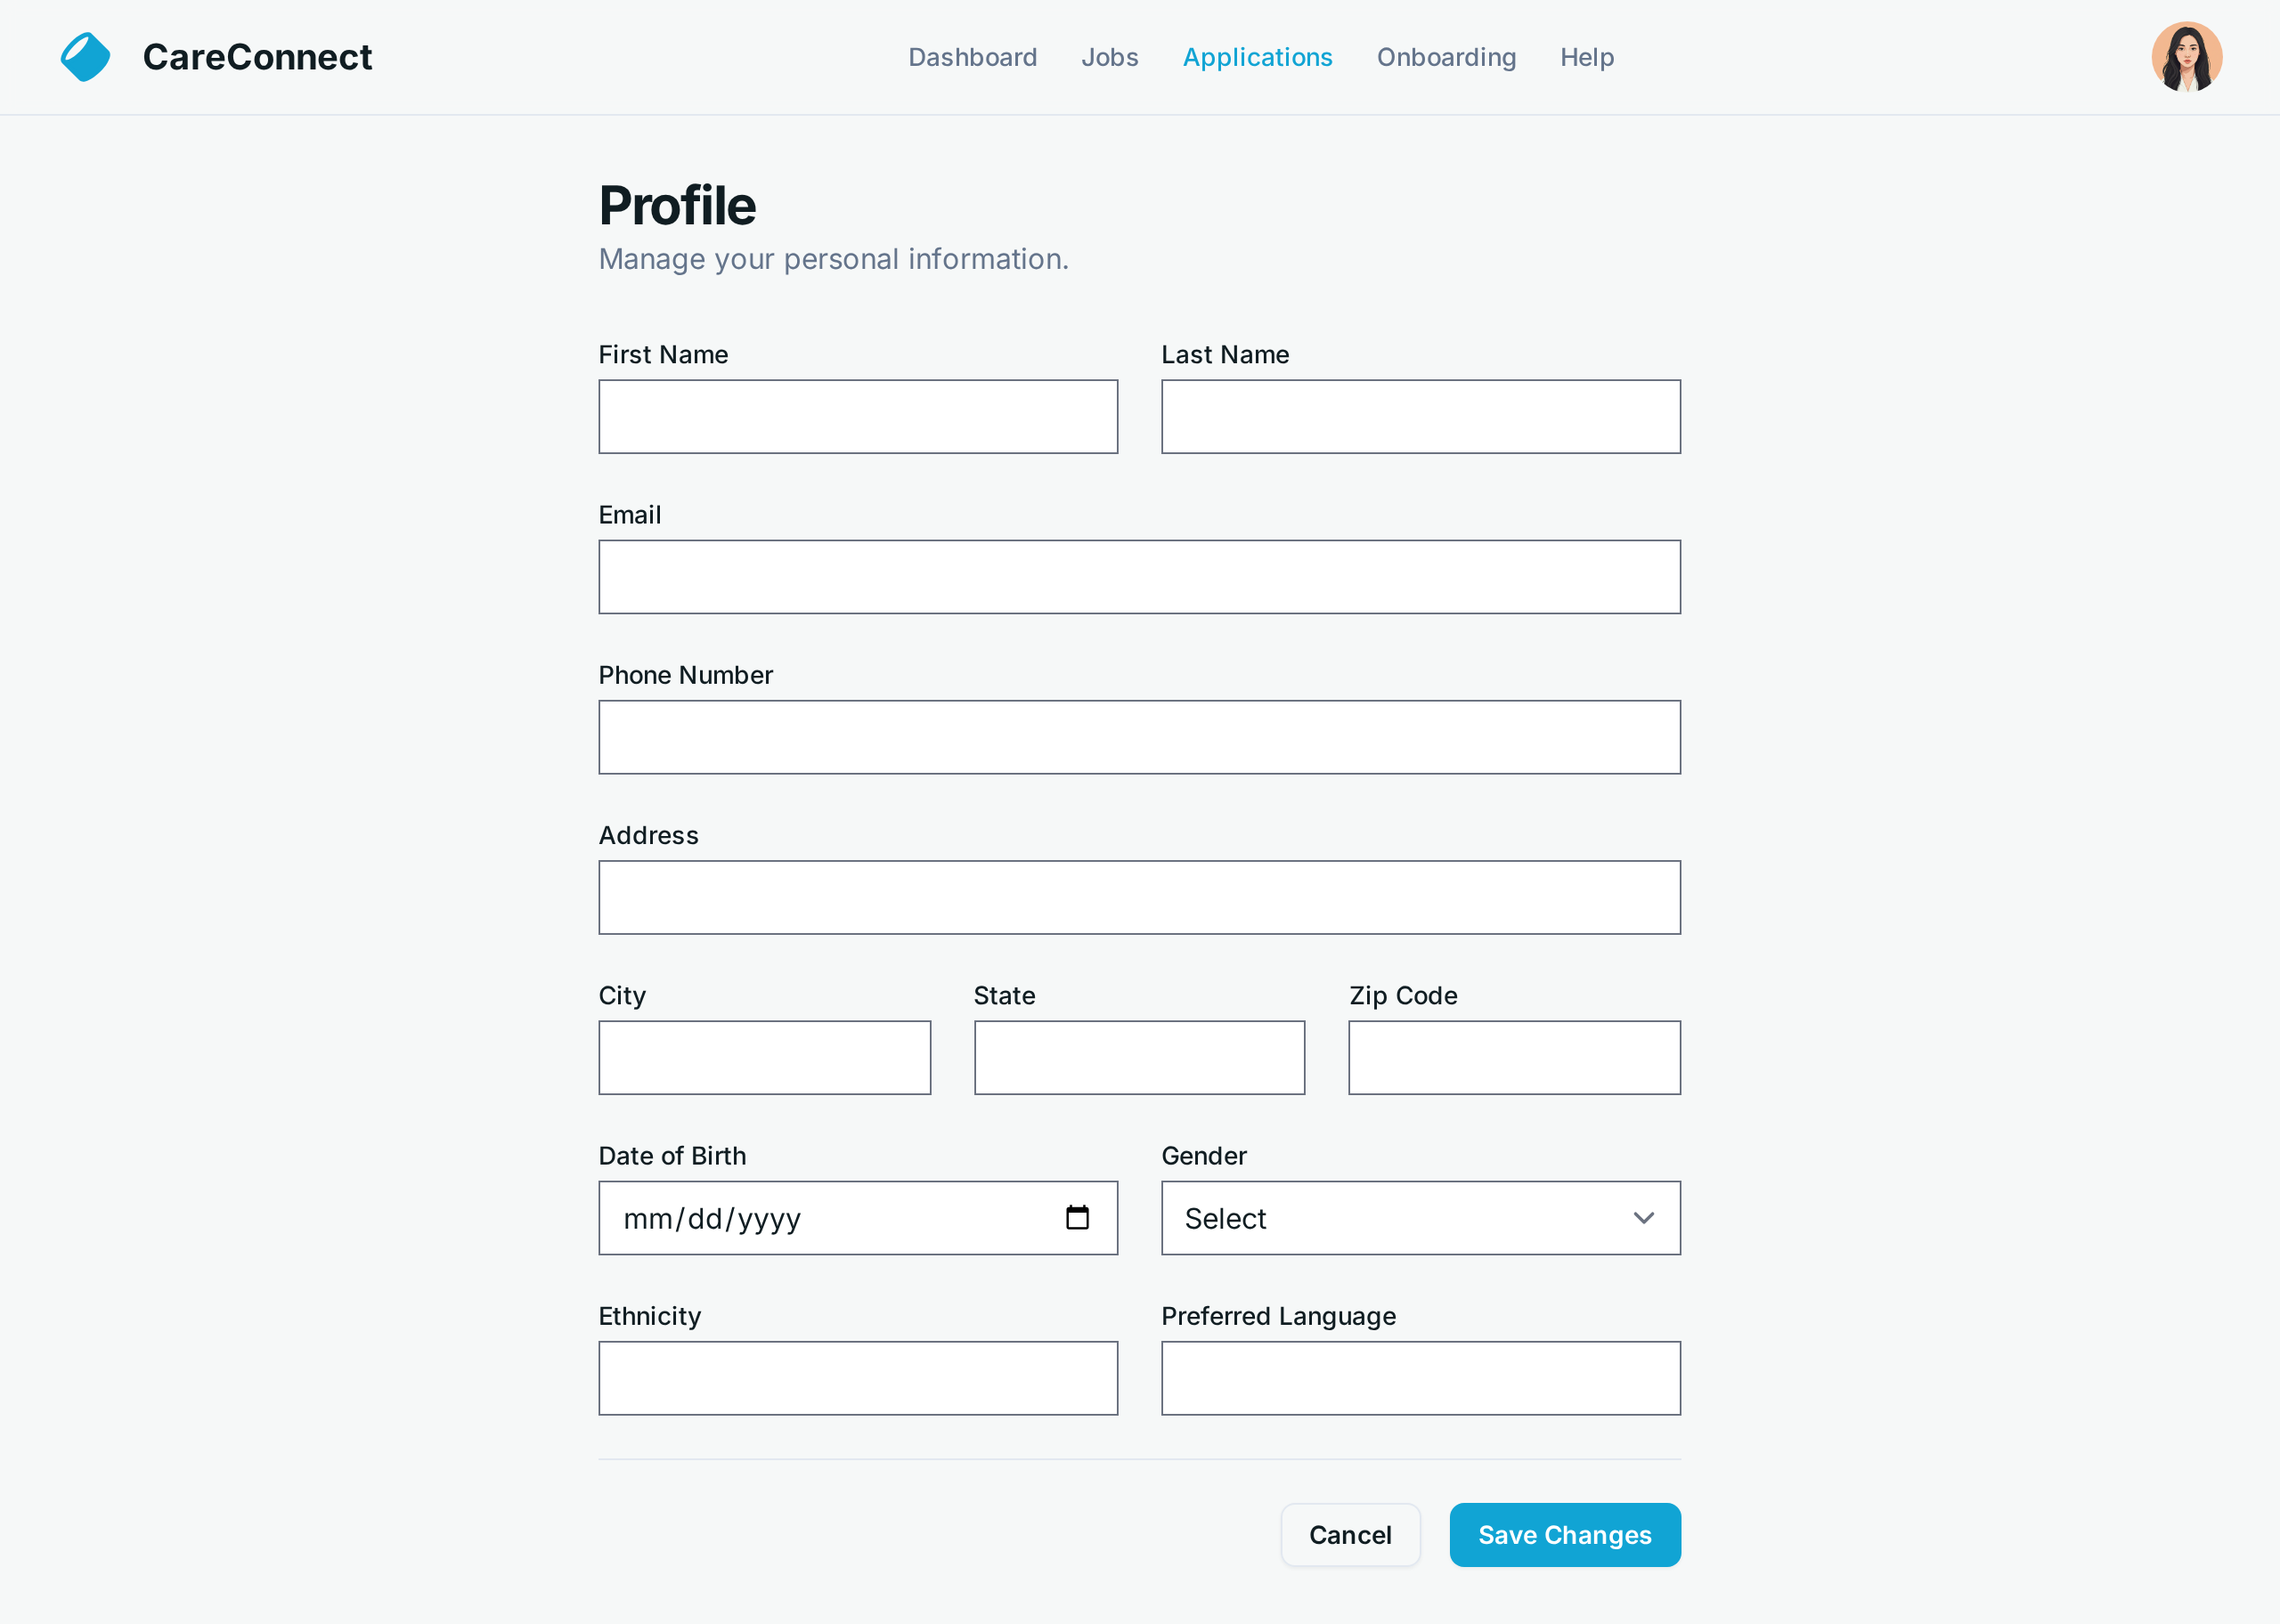 CareConnect
Dashboard Jobs Applications Onboarding Help
Profile
Manage your personal information.
First Name Last Name
Email
Phone Number
Address
City State Zip Code
Date of Birth Gender
mm/dd/yyyy Select
Ethnicity Preferred Language
Cancel Save Changes